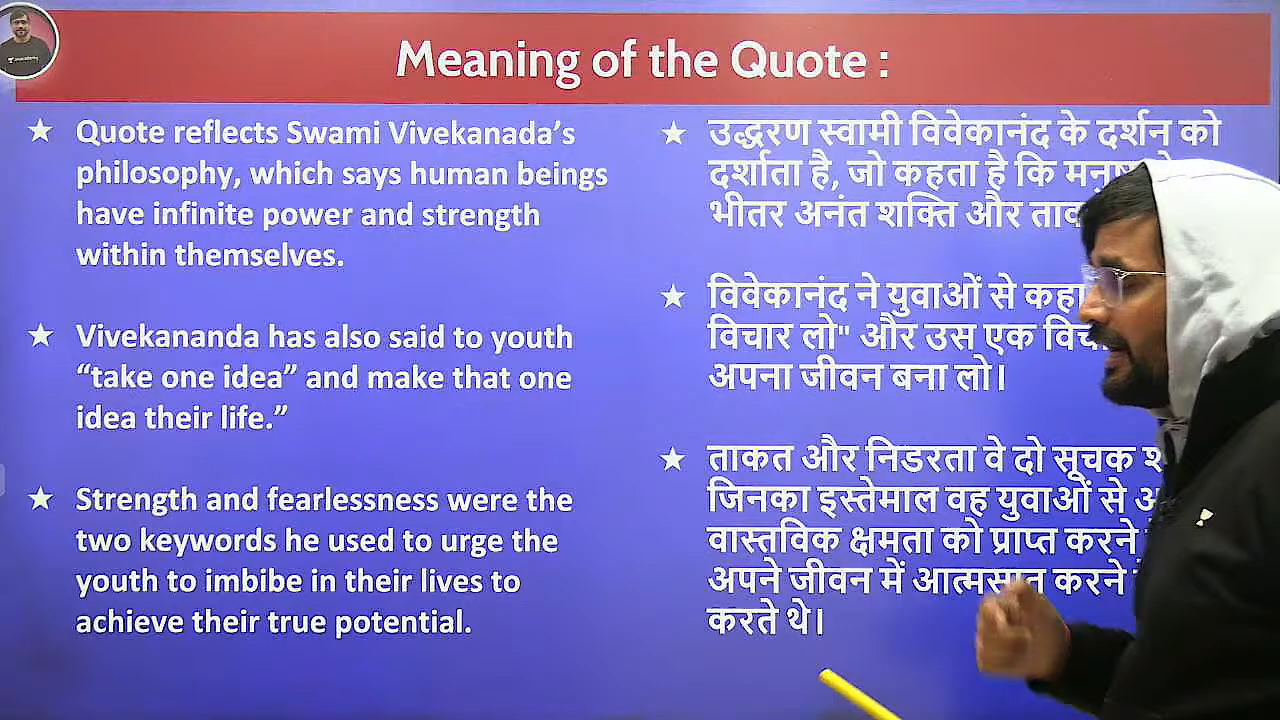 Meaning of the Quote :
★ Quote reflects Swami Vivekanada’s
philosophy, which says human beings
have infinite power and strength
within themselves.
★ Vivekananda has also said to youth
“take one idea” and make that one
idea their life.”
★ Strength and fearlessness were the
two keywords he used to urge the
youth to imbibe in their lives to
achieve their true potential.
★ उद्धरण स्वामी विवेकानंद के दर्शन को
दर्शाता है, जो कहता है कि
भीतर अनंत शक्ति और
★ विवेकानंद ने युवाओं से कहा
विचार लो" और उस एक
अपना जीवन बना लो।
★ ताकत और निडरता वे दो सूचक
जिनका इस्तेमाल वह युवाओं से
वास्तविक क्षमता को प्राप्त करने
अपने जीवन में आत्मसात करने
करते थे।